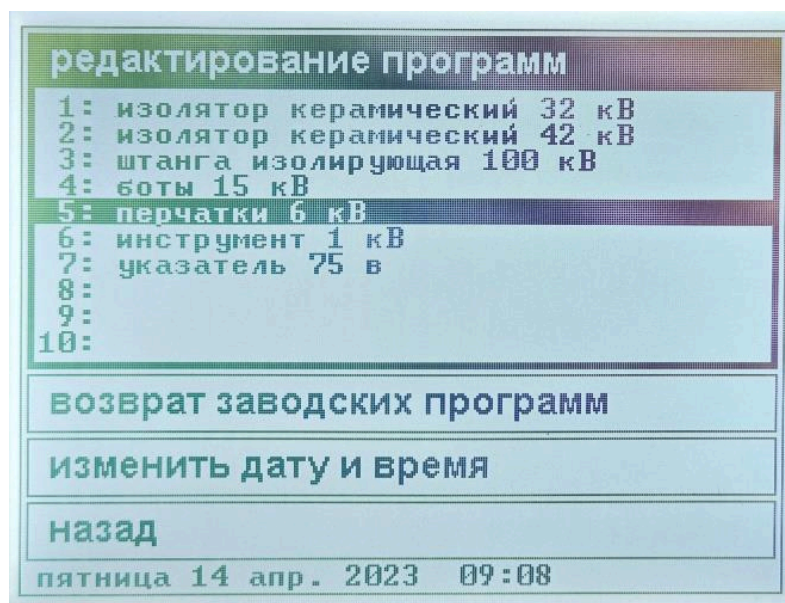 редактирование программ
1: изолятор керамический 32 кВ
2: изолятор керамический 42 кВ
3: штанга изолирующая 100 кВ
4: боты 15 кВ
5: перчатки 6 кВ
6: инструмент 1 кВ
7: указатель 75 в
8:
9:
10:
возврат заводских программ
изменить дату и время
назад
пятница 14 апр. 2023 09:08